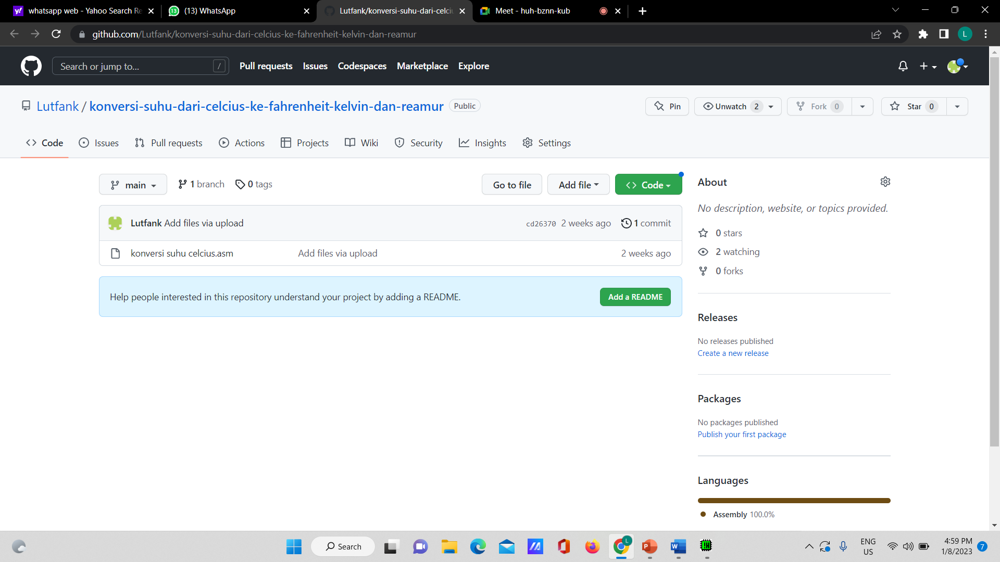 whatsapp web - Yahoo Search Re
(13) WhatsApp
Lutfank/konversi-suhu-dari-celciu
Meet - huh-bznn-kub
github.com/Lutfank/konversi-suhu-dari-celcius-ke-fahrenheit-kelvin-dan-reamur
L
Search or jump to... /
Pull requests Issues Codespaces Marketplace Explore
Lutfank / konversi-suhu-dari-celcius-ke-fahrenheit-kelvin-dan-reamur Public
Pin Unwatch 2 Fork 0 Star 0
Code Issues Pull requests Actions Projects Wiki Security Insights Settings
main 1 branch 0 tags
Go to file Add file Code
Lutfank Add files via upload cd26370 2 weeks ago 1 commit
konversi suhu celcius.asm Add files via upload 2 weeks ago
Help people interested in this repository understand your project by adding a README. Add a README
About
No description, website, or topics provided.
0 stars
2 watching
0 forks
Releases
No releases published
Create a new release
Packages
No packages published
Publish your first package
Languages
Assembly 100.0%
Search
ENG
US
4:59 PM
1/8/2023
7